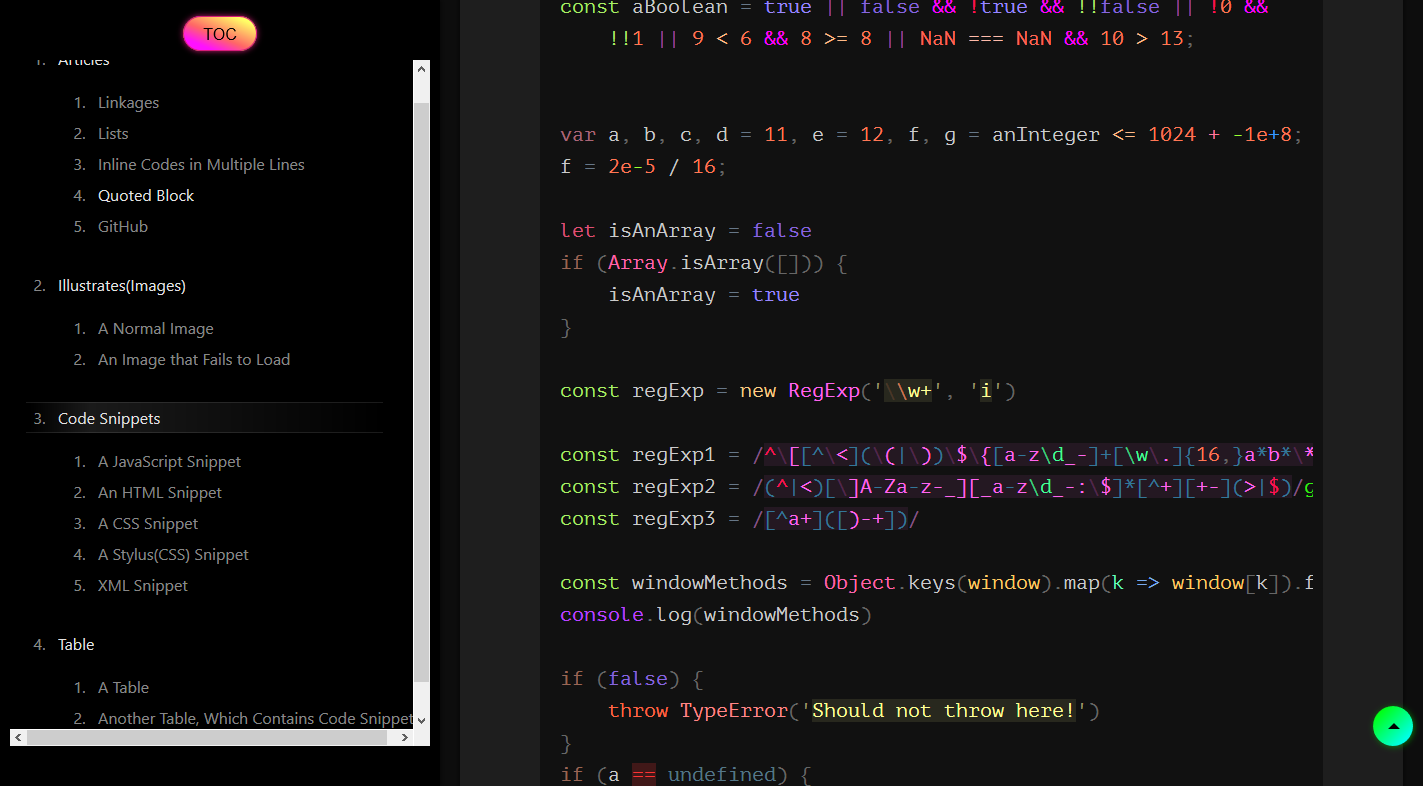 TOC
1. Articles
1. Linkages
2. Lists
3. Inline Codes in Multiple Lines
4. Quoted Block
5. GitHub
2. Illustrates(Images)
1. A Normal Image
2. An Image that Fails to Load
3. Code Snippets
1. A JavaScript Snippet
2. An HTML Snippet
3. A CSS Snippet
4. A Stylus(CSS) Snippet
5. XML Snippet
4. Table
1. A Table
2. Another Table, Which Contains Code Snippet
const aBoolean = true || false && !true && !!false || !0 &&
    !!1 || 9 < 6 && 8 >= 8 || NaN === NaN && 10 > 13;
var a, b, c, d = 11, e = 12, f, g = anInteger <= 1024 + -1e+8;
f = 2e-5 / 16;
let isAnArray = false
if (Array.isArray([])) {
    isAnArray = true
}
const regExp = new RegExp('\\w+', 'i')
const regExp1 = /^\[[^\<](\(|\))\$\{[a-z\d_-]+[\w\.]{16,}a*b*\*
const regExp2 = /(^|<)[\]A-Za-z-_][_a-z\d_-:\$]*[^+][+-](>|$)/g
const regExp3 = /[^a+]([)-+])/
const windowMethods = Object.keys(window).map(k => window[k]).f
console.log(windowMethods)
if (false) {
    throw TypeError('Should not throw here!')
}
if (a == undefined) {